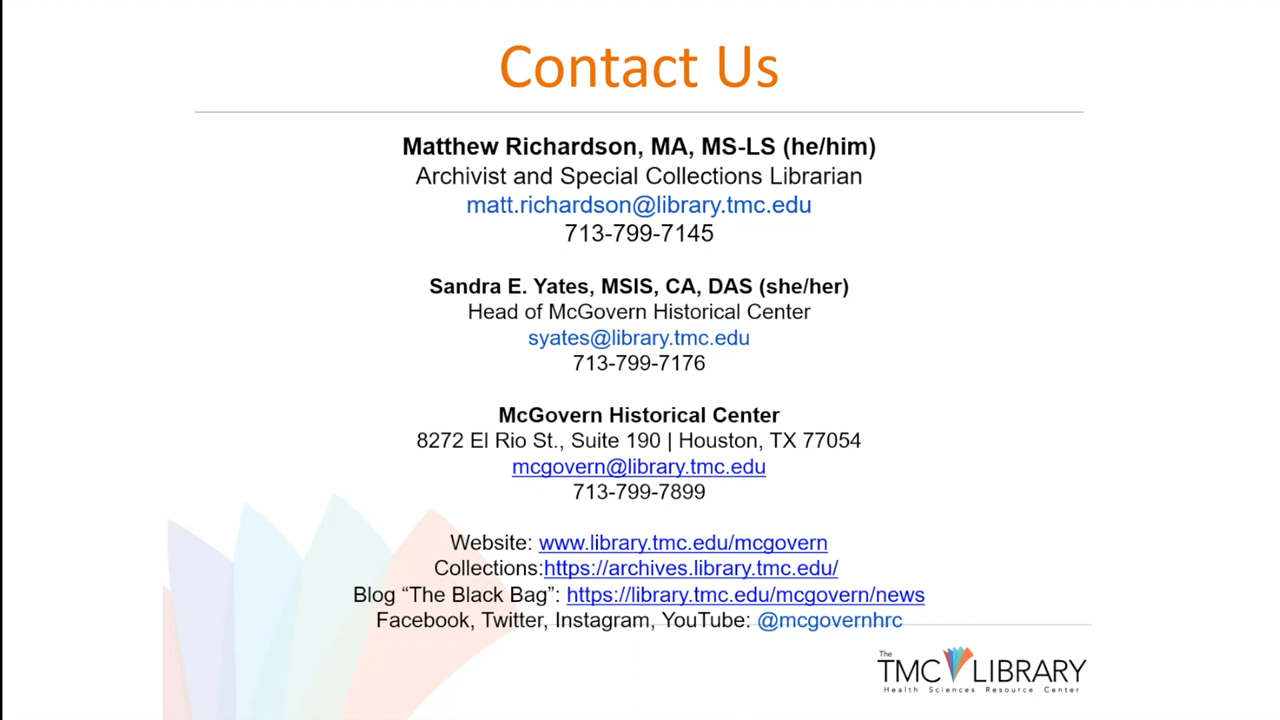 Contact Us
Matthew Richardson, MA, MS-LS (he/him)
Archivist and Special Collections Librarian
matt.richardson@library.tmc.edu
713-799-7145
Sandra E. Yates, MSIS, CA, DAS (she/her)
Head of McGovern Historical Center
syates@library.tmc.edu
713-799-7176
McGovern Historical Center
8272 El Rio St., Suite 190 | Houston, TX 77054
mcgovern@library.tmc.edu
713-799-7899
Website: www.library.tmc.edu/mcgovern
Collections:https://archives.library.tmc.edu/
Blog “The Black Bag”: https://library.tmc.edu/mcgovern/news
Facebook, Twitter, Instagram, YouTube: @mcgovernhrc
The
TMC LIBRARY
Health Sciences Resource Center